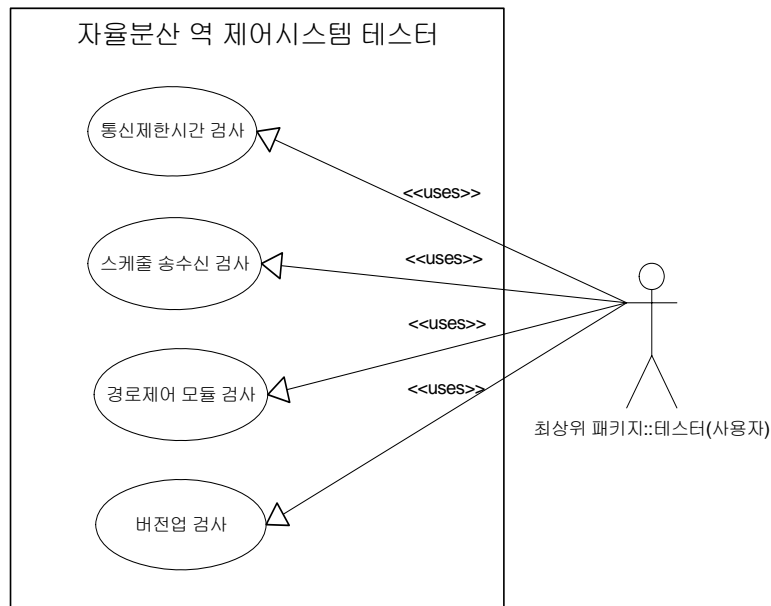 자율분산 역 제어시스템 테스터
통신제한시간 검사
<<uses>>
스케줄 송수신 검사
<<uses>>
<<uses>>
경로제어 모듈 검사
<<uses>>
최상위 패키지::테스터(사용자)
버전업 검사